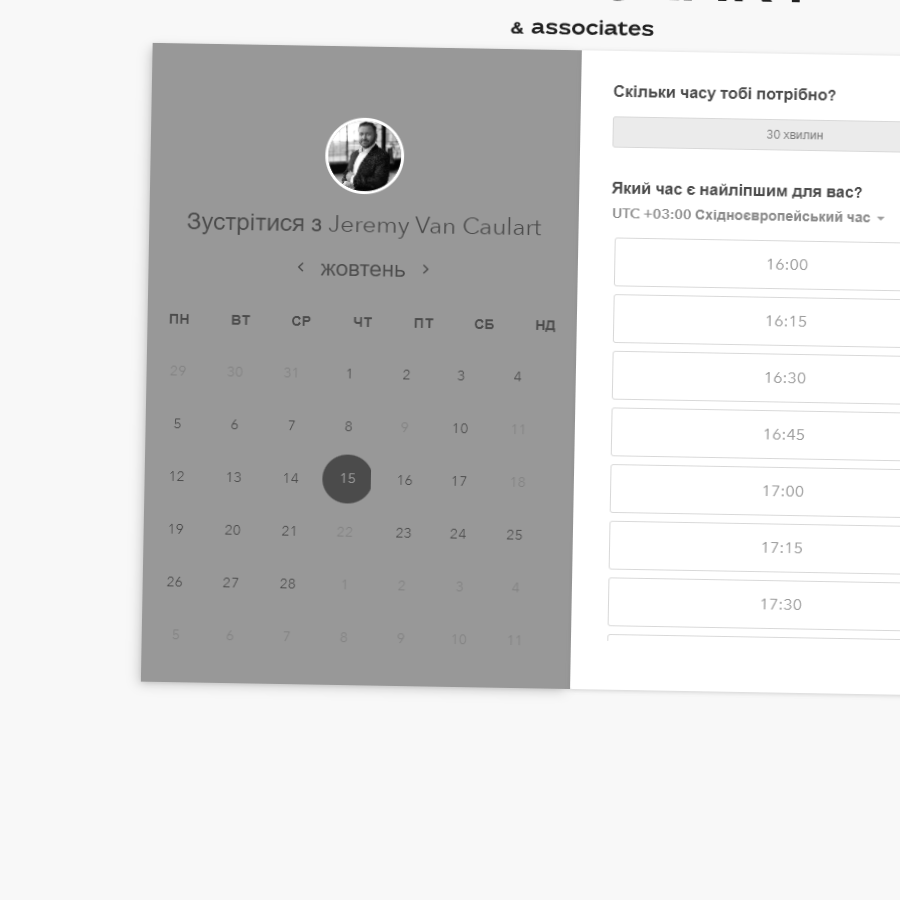 & associates
Зустрітися з Jeremy Van Caulart
жовтень
ПН ВТ СР ЧТ ПТ СБ НД
29 30 31 1 2 3 4
5 6 7 8 9 10 11
12 13 14 15 16 17 18
19 20 21 22 23 24 25
26 27 28 1 2 3 4
5 6 7 8 9 10 11
Скільки часу тобі потрібно?
30 хвилин
Який час є найліпшим для вас?
UTC +03:00 Східноєвропейський час
16:00
16:15
16:30
16:45
17:00
17:15
17:30